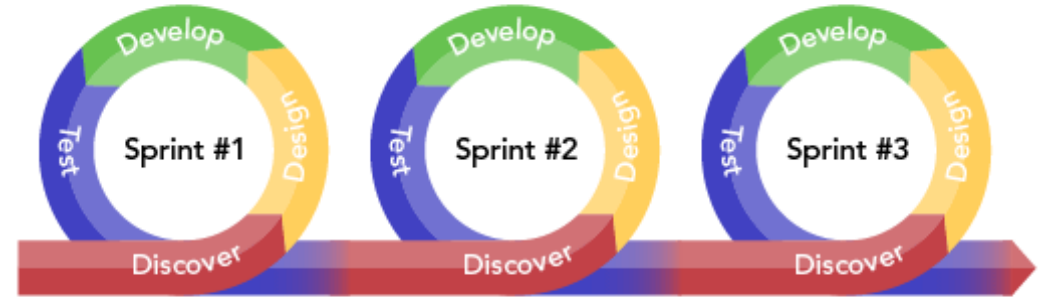 Develop
Design
Test
Sprint #1
Discover
Develop
Design
Test
Sprint #2
Discover
Develop
Design
Test
Sprint #3
Discover